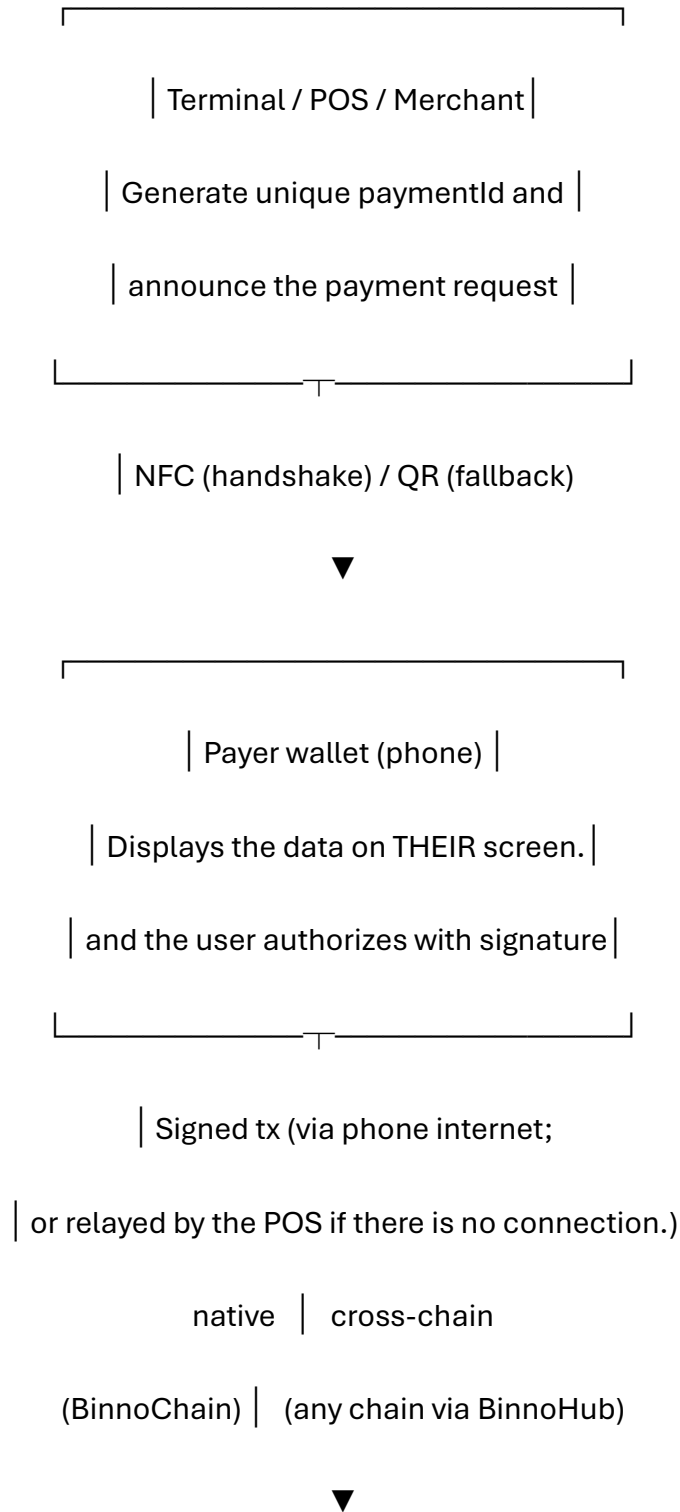 ┌──────────────────────────────────┐
│ Terminal / POS / Merchant│
│ Generate unique paymentId and │
│ announce the payment request │
└───────────────┬──────────────────┘
│ NFC (handshake) / QR (fallback)
▼
┌──────────────────────────────────┐
│ Payer wallet (phone) │
│ Displays the data on THEIR screen.│
│ and the user authorizes with signature│
└───────────────┬──────────────────┘
│ Signed tx (via phone internet;
│ or relayed by the POS if there is no connection.)
native │ cross-chain
(BinnoChain) │ (any chain via BinnoHub)
▼